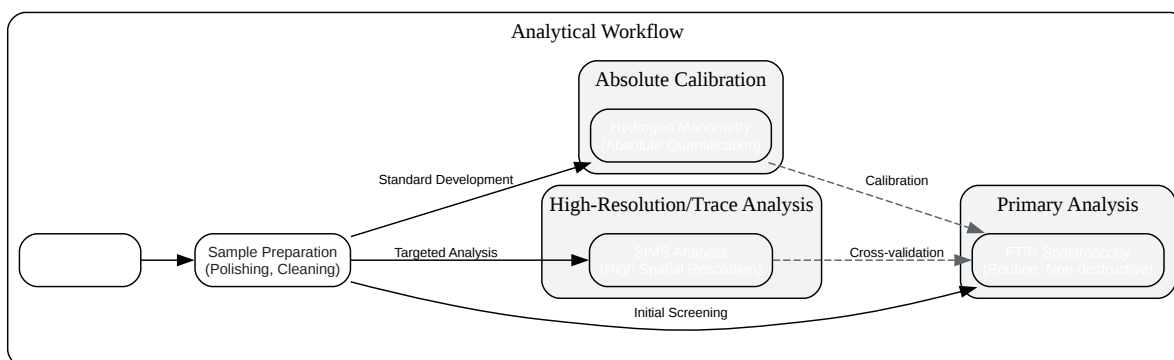 Analytical Workflow
Absolute Calibration
Hydrogen Manometry
(Absolute Quantification)
Standard Development
Calibration
High-Resolution/Trace Analysis
Primary Analysis
Sample Preparation
(Polishing, Cleaning)
Targeted Analysis
SIMS Analysis
(High Spatial Resolution)
Cross-validation
FTIR Spectroscopy
(Routine, Non-destructive)
Initial Screening